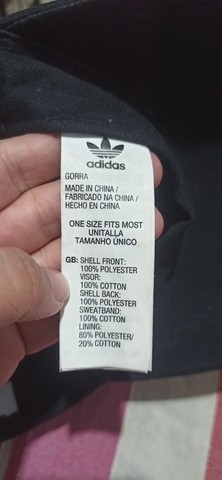 adidas
GORRA
MADE IN CHINA /
FABRICADO NA CHINA /
HECHO EN CHINA
ONE SIZE FITS MOST
UNITALLA
TAMANHO ÚNICO
GB: SHELL FRONT:
100% POLYESTER
VISOR:
100% COTTON
SHELL BACK:
100% POLYESTER
SWEATBAND:
100% COTTON
LINING:
80% POLYESTER/
20% COTTON